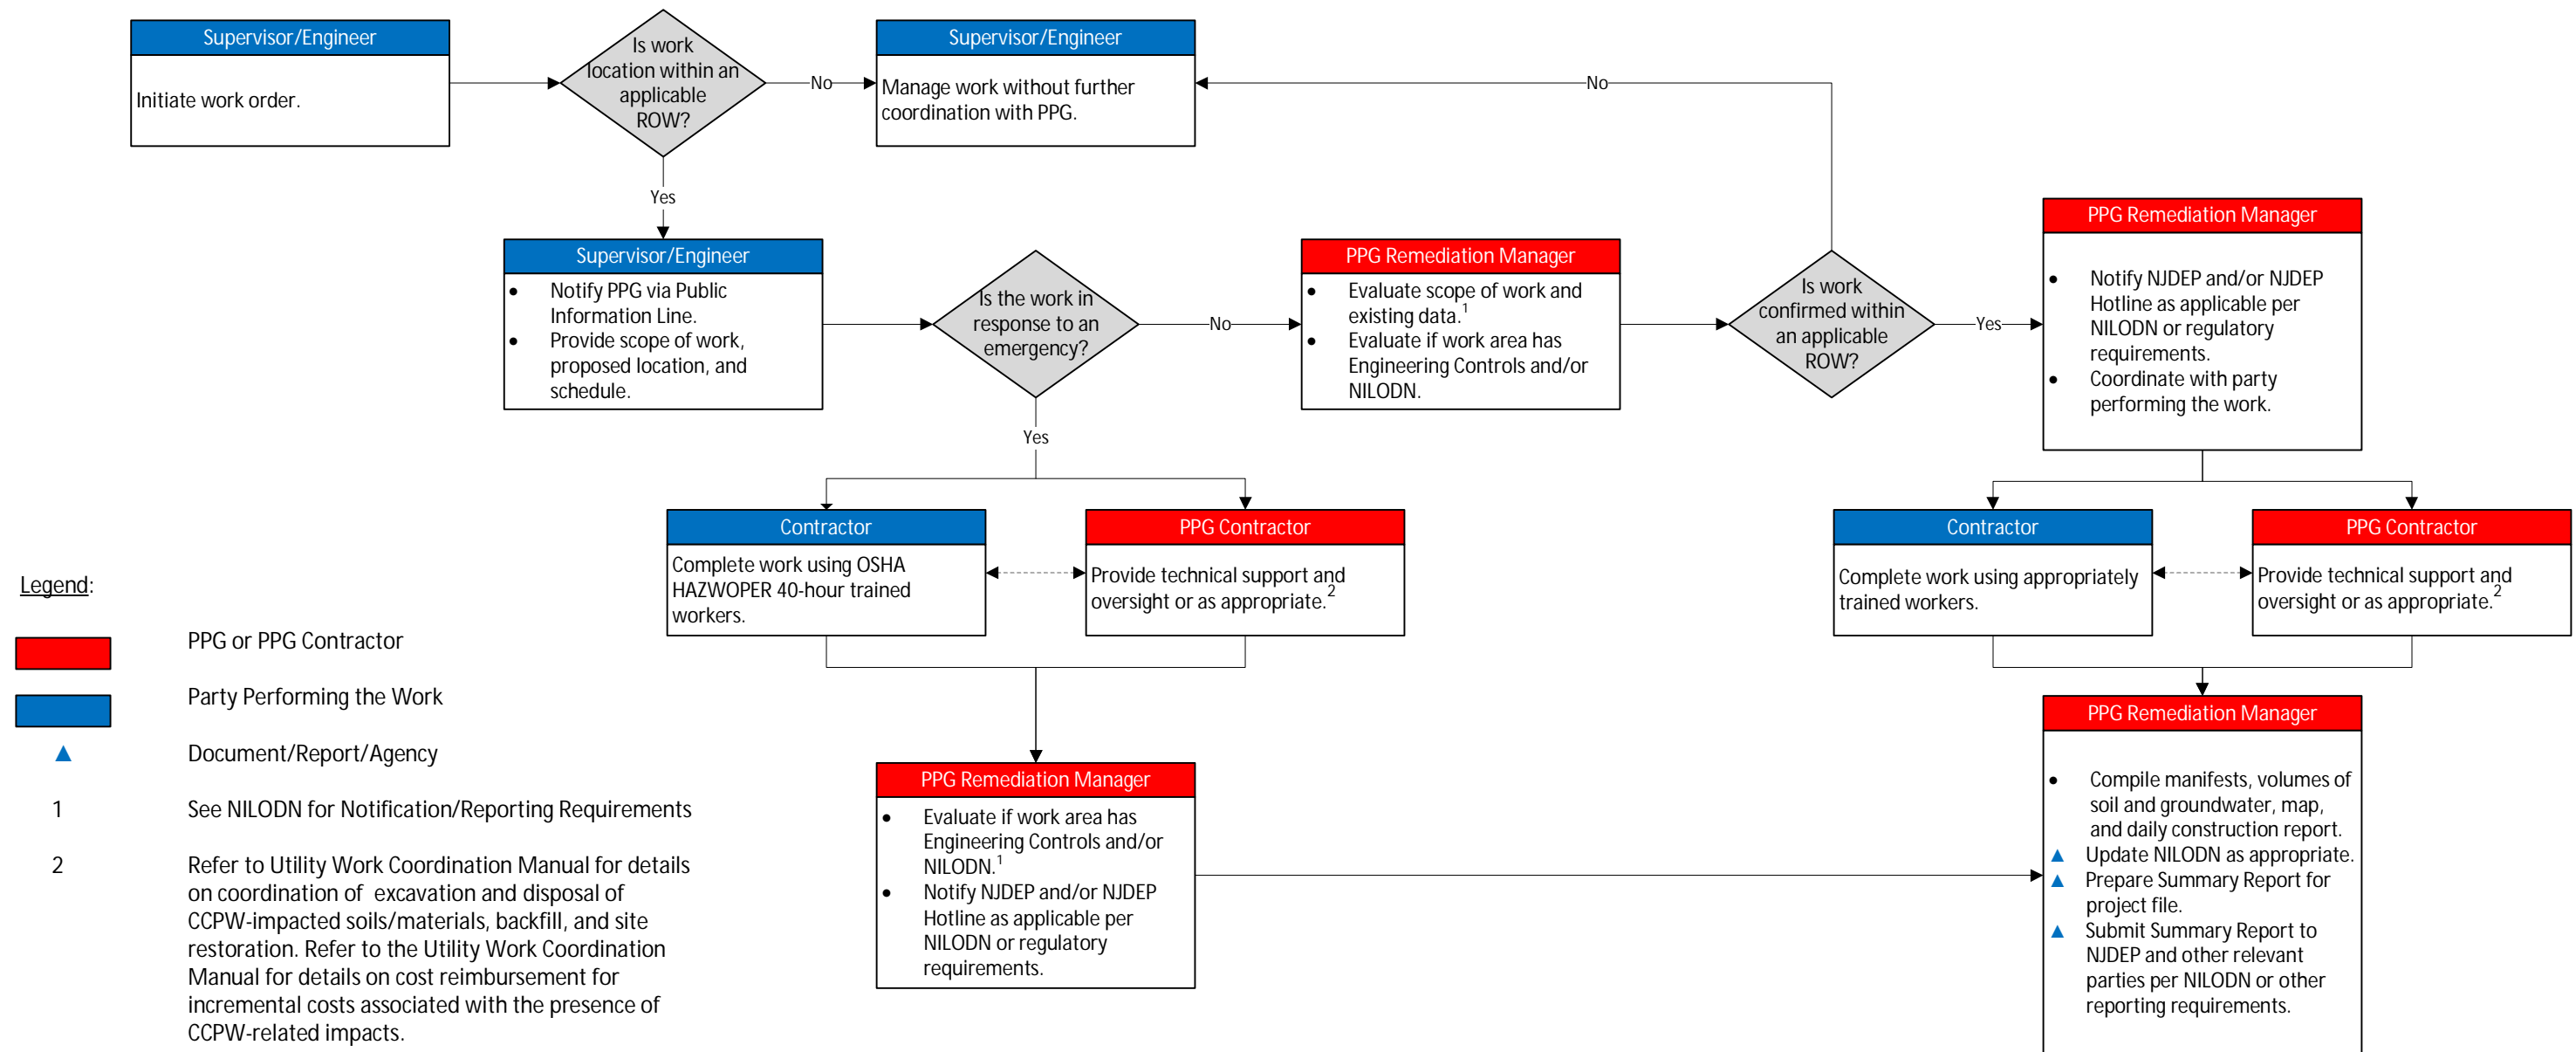 Supervisor/Engineer
Initiate work order.
Is work
location within an
applicable
ROW?
No
Supervisor/Engineer
Manage work without further
coordination with PPG.
No
Yes
Supervisor/Engineer
• Notify PPG via Public
Information Line.
• Provide scope of work,
proposed location, and
schedule.
Is the work in
response to an
emergency?
No
PPG Remediation Manager
• Evaluate scope of work and
existing data.1
• Evaluate if work area has
Engineering Controls and/or
NILODN.
Is work
confirmed within
an applicable
ROW?
Yes
PPG Remediation Manager
• Notify NJDEP and/or NJDEP
Hotline as applicable per
NILODN or regulatory
requirements.
• Coordinate with party
performing the work.
Yes
Contractor
Complete work using OSHA
HAZWOPER 40-hour trained
workers.
PPG Contractor
Provide technical support and
oversight or as appropriate.2
Contractor
Complete work using appropriately
trained workers.
PPG Contractor
Provide technical support and
oversight or as appropriate.2
PPG Remediation Manager
• Evaluate if work area has
Engineering Controls and/or
NILODN.1
• Notify NJDEP and/or NJDEP
Hotline as applicable per
NILODN or regulatory
requirements.
PPG Remediation Manager
• Compile manifests, volumes of
soil and groundwater, map,
and daily construction report.
▲ Update NILODN as appropriate.
▲ Prepare Summary Report for
project file.
▲ Submit Summary Report to
NJDEP and other relevant
parties per NILODN or other
reporting requirements.
Legend:
PPG or PPG Contractor
Party Performing the Work
▲ Document/Report/Agency
1 See NILODN for Notification/Reporting Requirements
2 Refer to Utility Work Coordination Manual for details
on coordination of excavation and disposal of
CCPW-impacted soils/materials, backfill, and site
restoration. Refer to the Utility Work Coordination
Manual for details on cost reimbursement for
incremental costs associated with the presence of
CCPW-related impacts.